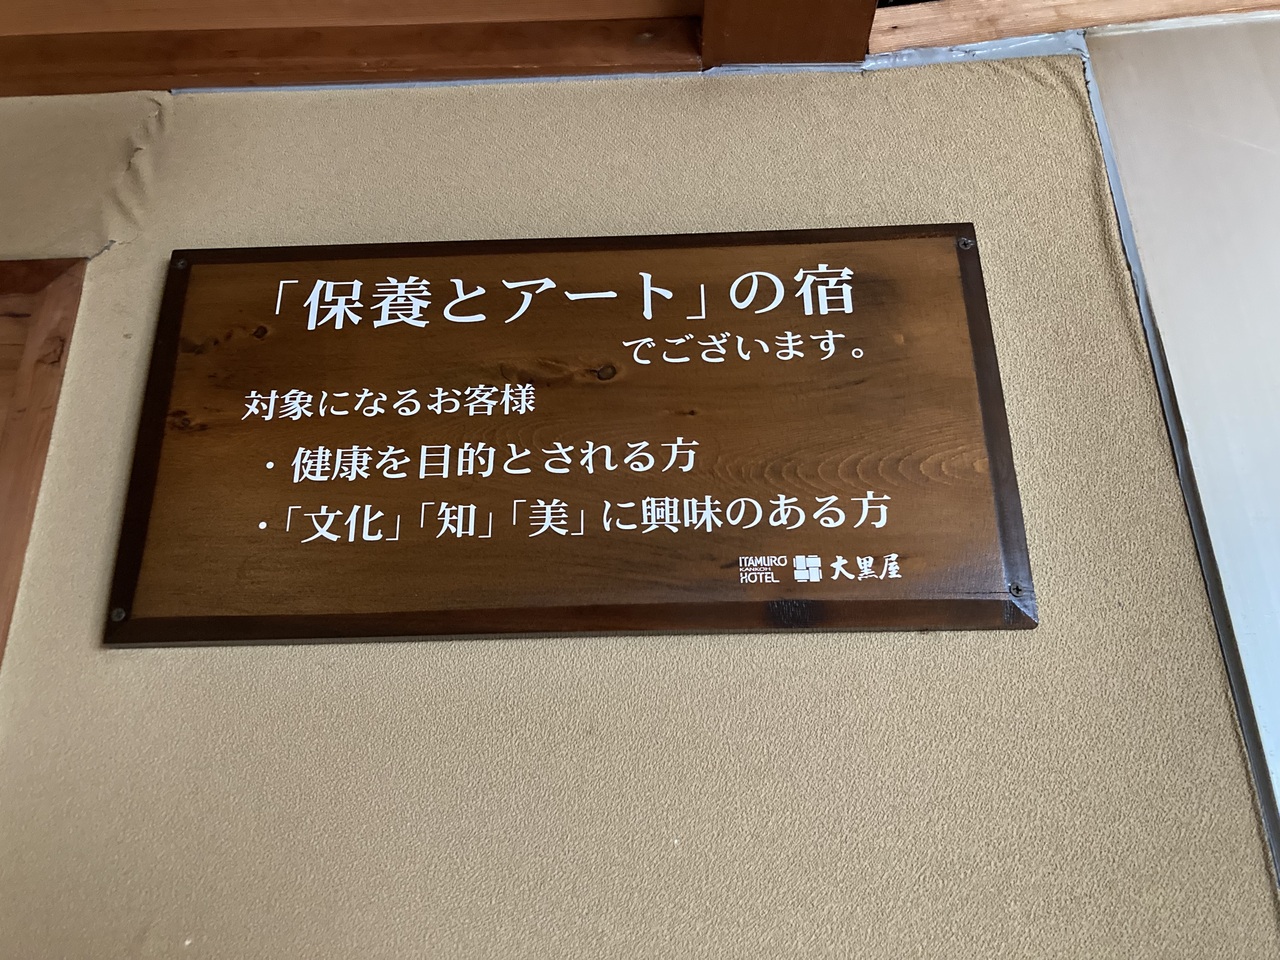 「保養とアート」の宿
でございます。
対象になるお客様
・健康を目的とされる方
・「文化」「知」「美」に興味のある方
ITAMURO
KANKOH
HOTEL
大黒屋